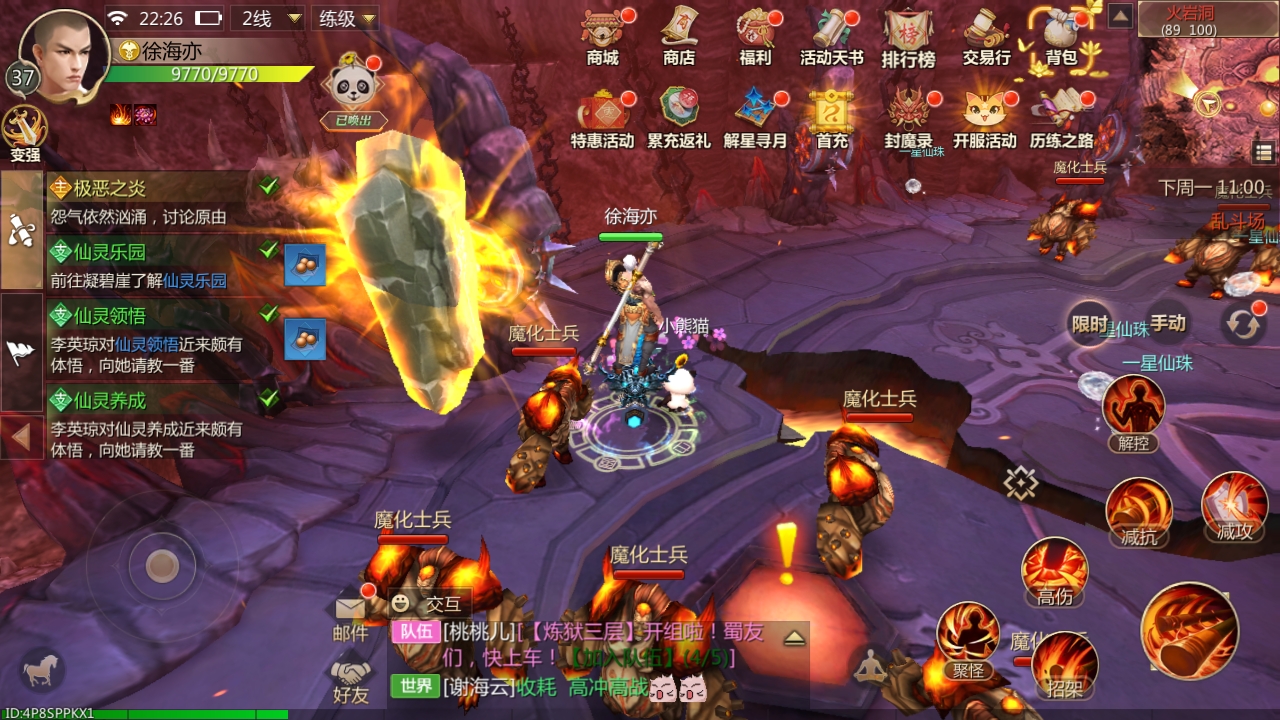 22:26
2线
练级
37
徐海亦
9770/9770
变强
已唤出
商城
商店
福利
活动天书
排行榜
交易行
背包
特惠活动
累充返礼
解星寻月
首充
封魔录
开服活动
历练之路
火岩洞
(89 100)
下周一 11:00
乱斗场
主 极恶之炎
怨气依然汹涌，讨论原由
支 仙灵乐园
前往凝碧崖了解仙灵乐园
支 仙灵领悟
李英琼对仙灵领悟近来颇有
体悟，向她请教一番
支 仙灵养成
李英琼对仙灵养成近来颇有
体悟，向她请教一番
徐海亦
小熊猫
魔化士兵
魔化士兵
魔化士兵
魔化士兵
魔化士兵
一星仙珠
一星仙珠
限时
手动
解控
减抗
减攻
高伤
聚怪
招架
邮件
好友
交互
队伍 [桃桃儿][【炼狱三层】开组啦！蜀友
们，快上车！【加入队伍】(4/5)]
世界 [谢海云]收耗 高冲高战
ID:4P8SPPKX1